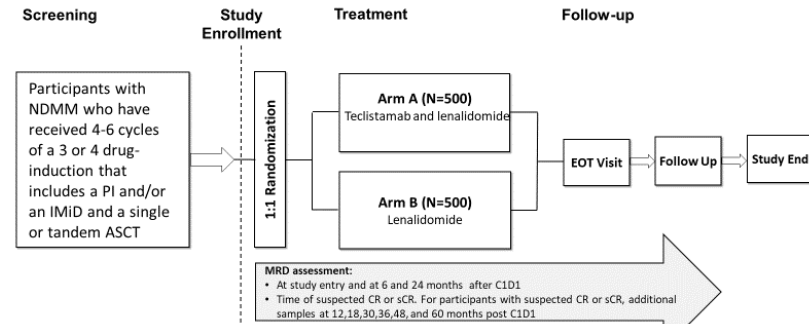 Screening
Study
Enrollment
Treatment
Follow-up
Participants with
NDMM who have
received 4-6 cycles
of a 3 or 4 drug-
induction that
includes a PI and/or
an IMiD and a single
or tandem ASCT
1:1 Randomization
Arm A (N=500)
Teclistamab and lenalidomide
Arm B (N=500)
Lenalidomide
EOT Visit
Follow Up
Study End
MRD assessment:
• At study entry and at 6 and 24 months after C1D1
• Time of suspected CR or sCR. For participants with suspected CR or sCR, additional
samples at 12,18,30,36,48, and 60 months post C1D1